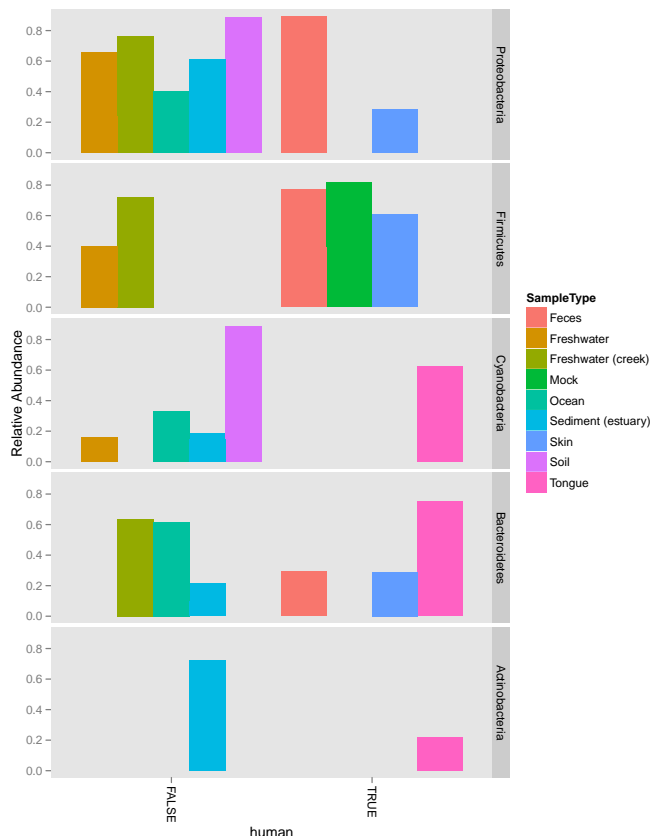 Relative Abundance
0.8
0.6
0.4
0.2
0.0
Proteobacteria
0.8
0.6
0.4
0.2
0.0
Firmicutes
0.8
0.6
0.4
0.2
0.0
Cyanobacteria
0.8
0.6
0.4
0.2
0.0
Bacteroidetes
0.8
0.6
0.4
0.2
0.0
Actinobacteria
FALSE
TRUE
human
SampleType
Feces
Freshwater
Freshwater (creek)
Mock
Ocean
Sediment (estuary)
Skin
Soil
Tongue